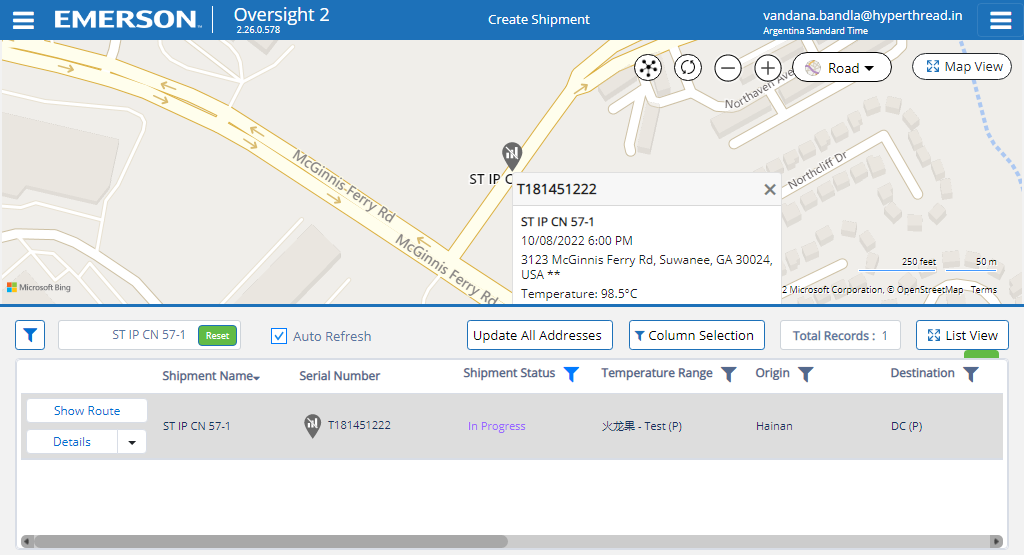 EMERSON
Oversight 2
2.26.0.578
Create Shipment
vandana.bandla@hyperthread.in
Argentina Standard Time
Road
Map View
Northaven Ave
Northcliff Dr
McGinnis Ferry Rd
McGinnis Ferry Rd
ST IP C
T181451222
ST IP CN 57-1
10/08/2022 6:00 PM
3123 McGinnis Ferry Rd, Suwanee, GA 30024,
USA **
Temperature: 98.5°C
250 feet
50 m
Microsoft Bing
2 Microsoft Corporation, © OpenStreetMap Terms
ST IP CN 57-1
Reset
Auto Refresh
Update All Addresses
Column Selection
Total Records : 1
List View
Shipment Name
Serial Number
Shipment Status
Temperature Range
Origin
Destination
Show Route
Details
ST IP CN 57-1
T181451222
In Progress
火龙果 - Test (P)
Hainan
DC (P)